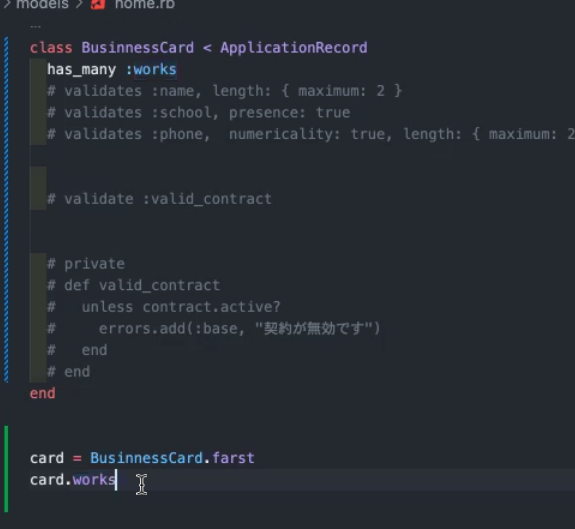 > models > home.rb
class BusinnessCard < ApplicationRecord
has_many :works
# validates :name, length: { maximum: 2 }
# validates :school, presence: true
# validates :phone,  numericality: true, length: { maximum: 2
# validate :valid_contract
# private
# def valid_contract
#   unless contract.active?
#     errors.add(:base, "契約が無効です")
#   end
# end
end
card = BusinnessCard.farst
card.works